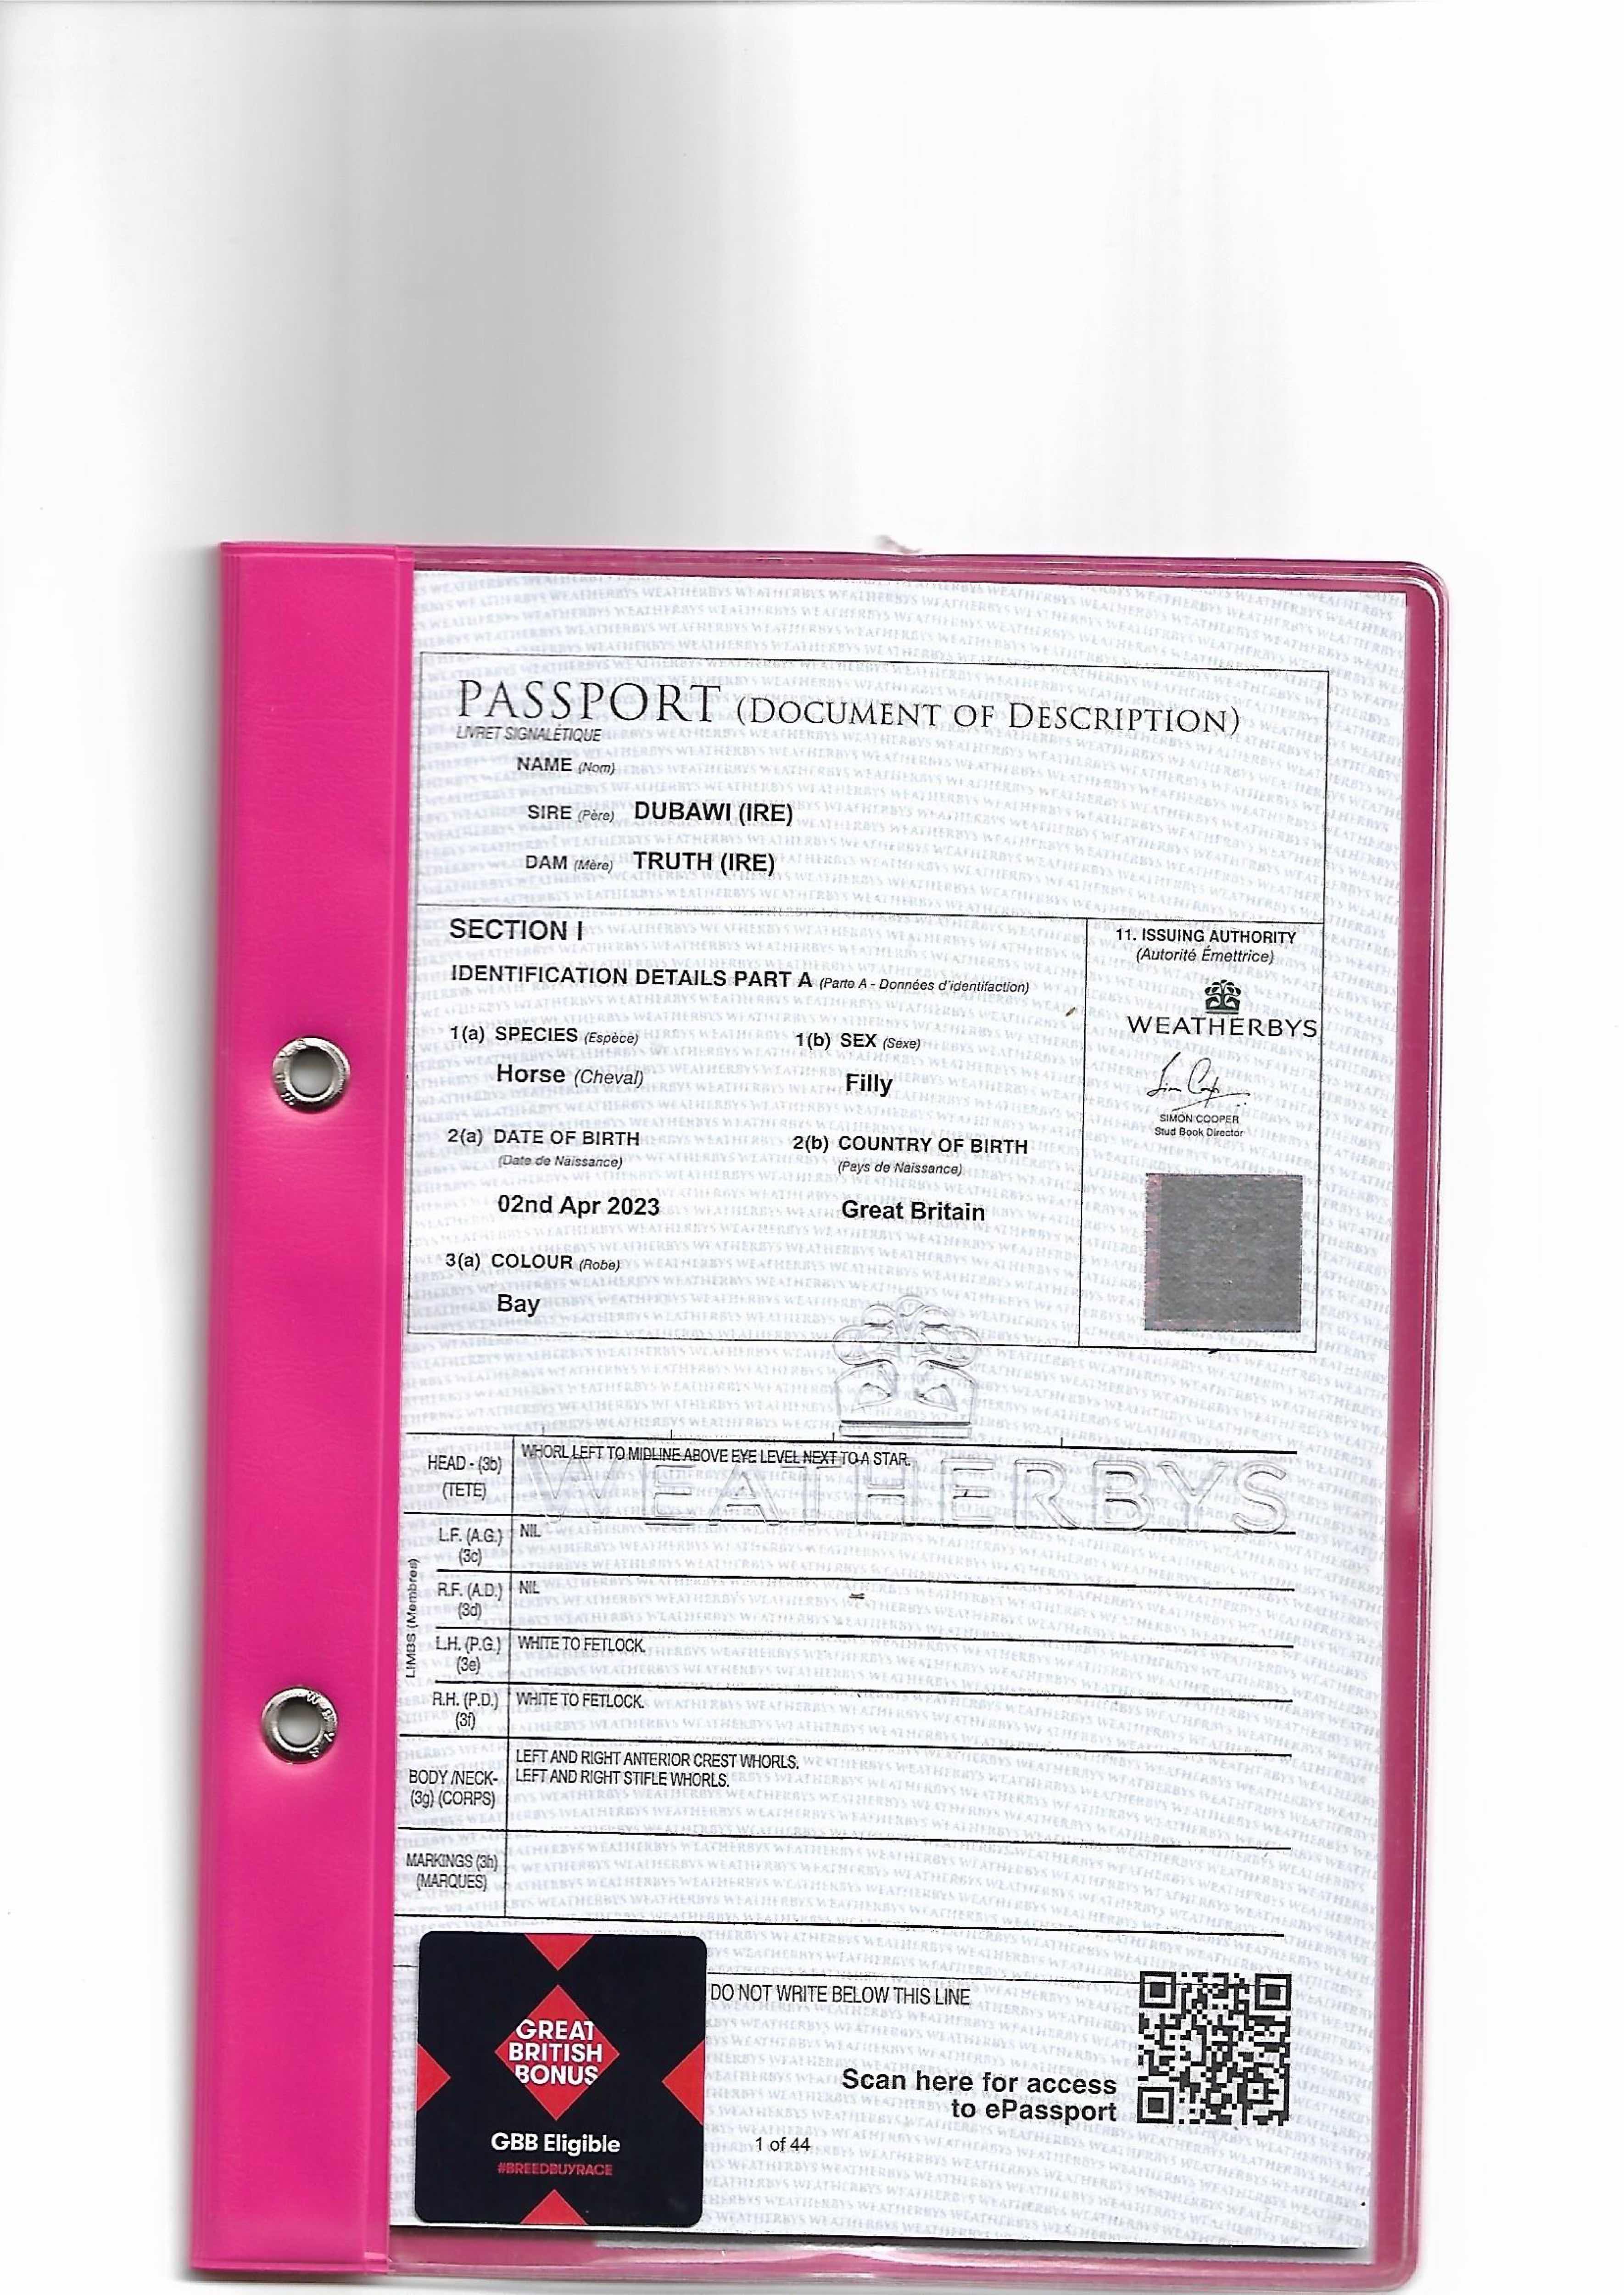 PASSPORT (DOCUMENT OF DESCRIPTION)
LIVRET SIGNALÉTIQUE
NAME (Nom)
SIRE (Père) DUBAWI (IRE)
DAM (Mère) TRUTH (IRE)
SECTION I
IDENTIFICATION DETAILS PART A (Parto A - Données d'identifaction)
1(a) SPECIES (Espèce)
Horse (Cheval)
1(b) SEX (Sexe)
Filly
2(a) DATE OF BIRTH
(Date de Naissance)
02nd Apr 2023
2(b) COUNTRY OF BIRTH
(Pays de Naissance)
Great Britain
3(a) COLOUR (Robe)
Bay
11. ISSUING AUTHORITY
(Autorité Émettrice)
WEATHERBYS
SIMON COOPER
Stud Book Director
WEATHERBYS
HEAD - (3b)
(TETE)
WHORL LEFT TO MIDLINE ABOVE EYE LEVEL NEXT TO A STAR.
LIMBS (Membres)
L.F. (A.G.) NIL
(3c)
R.F. (A.D.) NIL
(3d)
L.H. (P.G.) WHITE TO FETLOCK.
(3e)
R.H. (P.D.) WHITE TO FETLOCK.
(3f)
BODY /NECK-
(3g) (CORPS)
LEFT AND RIGHT ANTERIOR CREST WHORLS.
LEFT AND RIGHT STIFLE WHORLS.
MARKINGS (3h)
(MARQUES)
DO NOT WRITE BELOW THIS LINE
GREAT
BRITISH
BONUS
GBB Eligible
#BREEDBUYRACE
Scan here for access
to ePassport
1 of 44